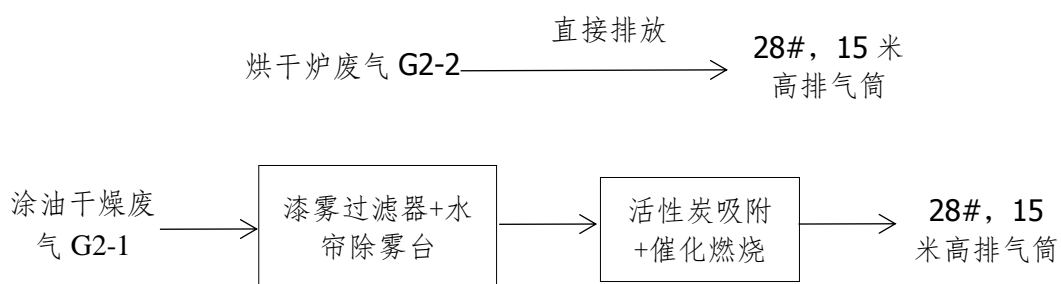 直接排放
烘干炉废气 G2-2
28#，15 米
高排气筒
涂油干燥废
气 G2-1
漆雾过滤器+水
帘除雾台
活性炭吸附
+催化燃烧
28#，15
米高排气筒